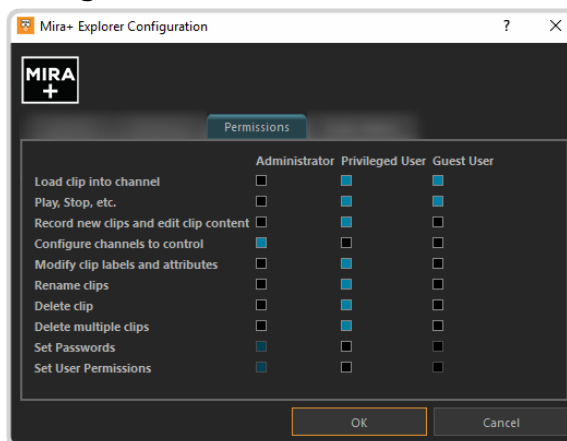 Mira+ Explorer Configuration
?
MIRA
+
Permissions
Administrator Privileged User Guest User
Load clip into channel
Play, Stop, etc.
Record new clips and edit clip content
Configure channels to control
Modify clip labels and attributes
Rename clips
Delete clip
Delete multiple clips
Set Passwords
Set User Permissions
OK
Cancel